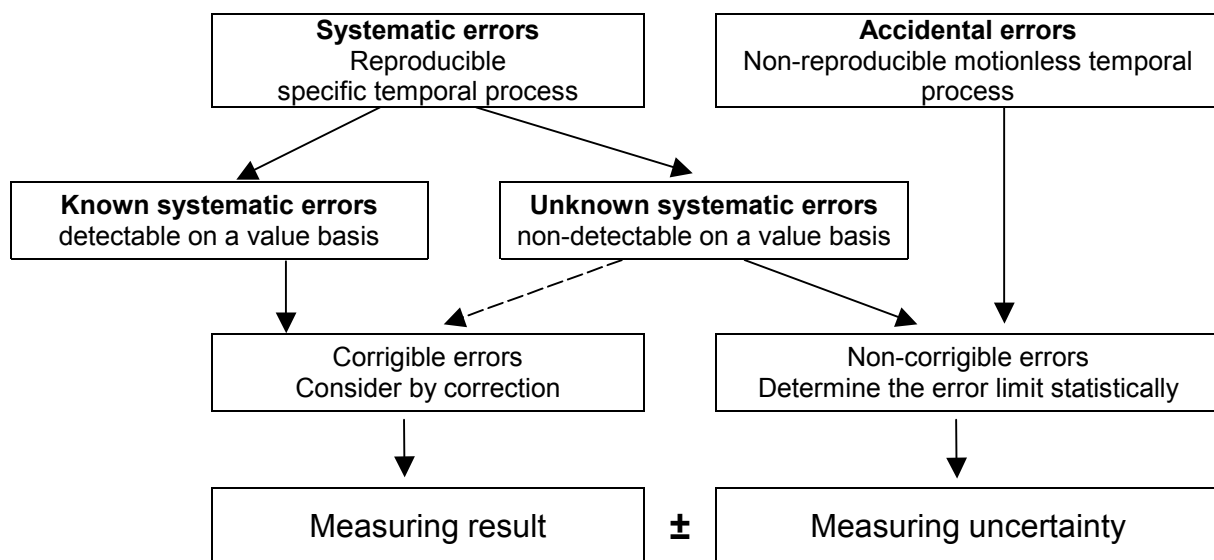 Systematic errors
Reproducible
specific temporal process
Accidental errors
Non-reproducible motionless temporal
process
Known systematic errors
detectable on a value basis
Unknown systematic errors
non-detectable on a value basis
Corrigible errors
Consider by correction
Non-corrigible errors
Determine the error limit statistically
Measuring result
±
Measuring uncertainty